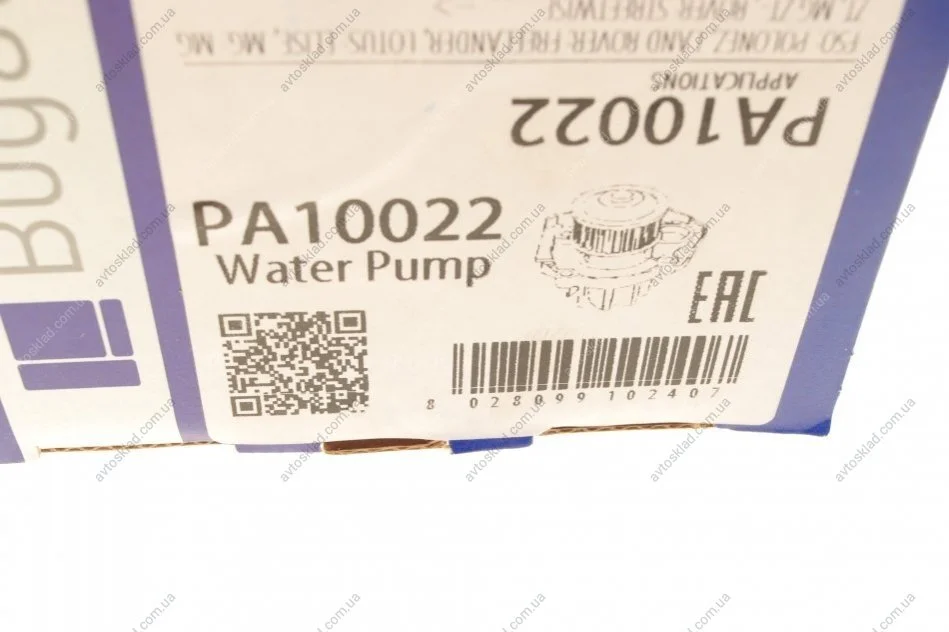 ZT, MG ZT-, ROVER STREETWISE
FSO POLONEZ, LAND ROVER FREELANDER, LOTUS ELISE, MG, MG
APPLICATIONS
PA10022
PA10022
Water Pump
EAC
8 028099 102407
avtosklad.com.ua